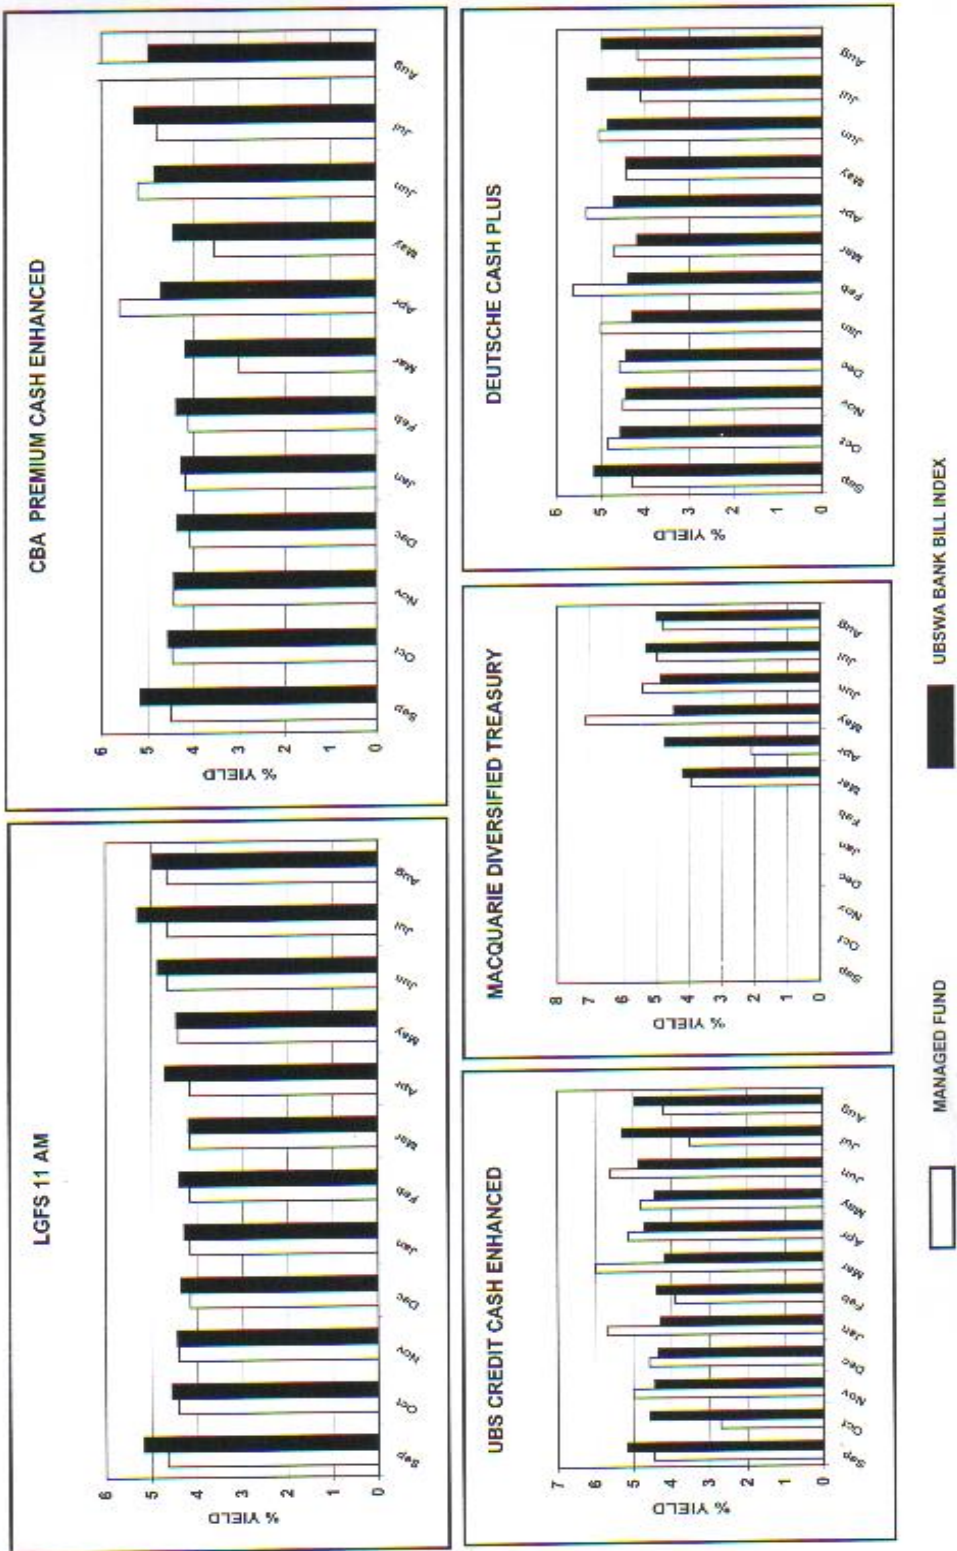 LGFS 11 AM
% YIELD
6
5
4
3
2
1
0
Sep
Oct
Nov
Dec
Jan
Feb
Mar
Apr
May
Jun
Jul
Aug
CBA PREMIUM CASH ENHANCED
% YIELD
6
5
4
3
2
1
0
Sep
Oct
Nov
Dec
Jan
Feb
Mar
Apr
May
Jun
Jul
Aug
UBS CREDIT CASH ENHANCED
% YIELD
7
6
5
4
3
2
1
0
Sep
Oct
Nov
Dec
Jan
Feb
Mar
Apr
May
Jun
Jul
Aug
MACQUARIE DIVERSIFIED TREASURY
% YIELD
8
7
6
5
4
3
2
1
0
Sep
Oct
Nov
Dec
Jan
Feb
Mar
Apr
May
Jun
Jul
Aug
DEUTSCHE CASH PLUS
% YIELD
6
5
4
3
2
1
0
Sep
Oct
Nov
Dec
Jan
Feb
Mar
Apr
May
Jun
Jul
Aug
MANAGED FUND
UBSWA BANK BILL INDEX